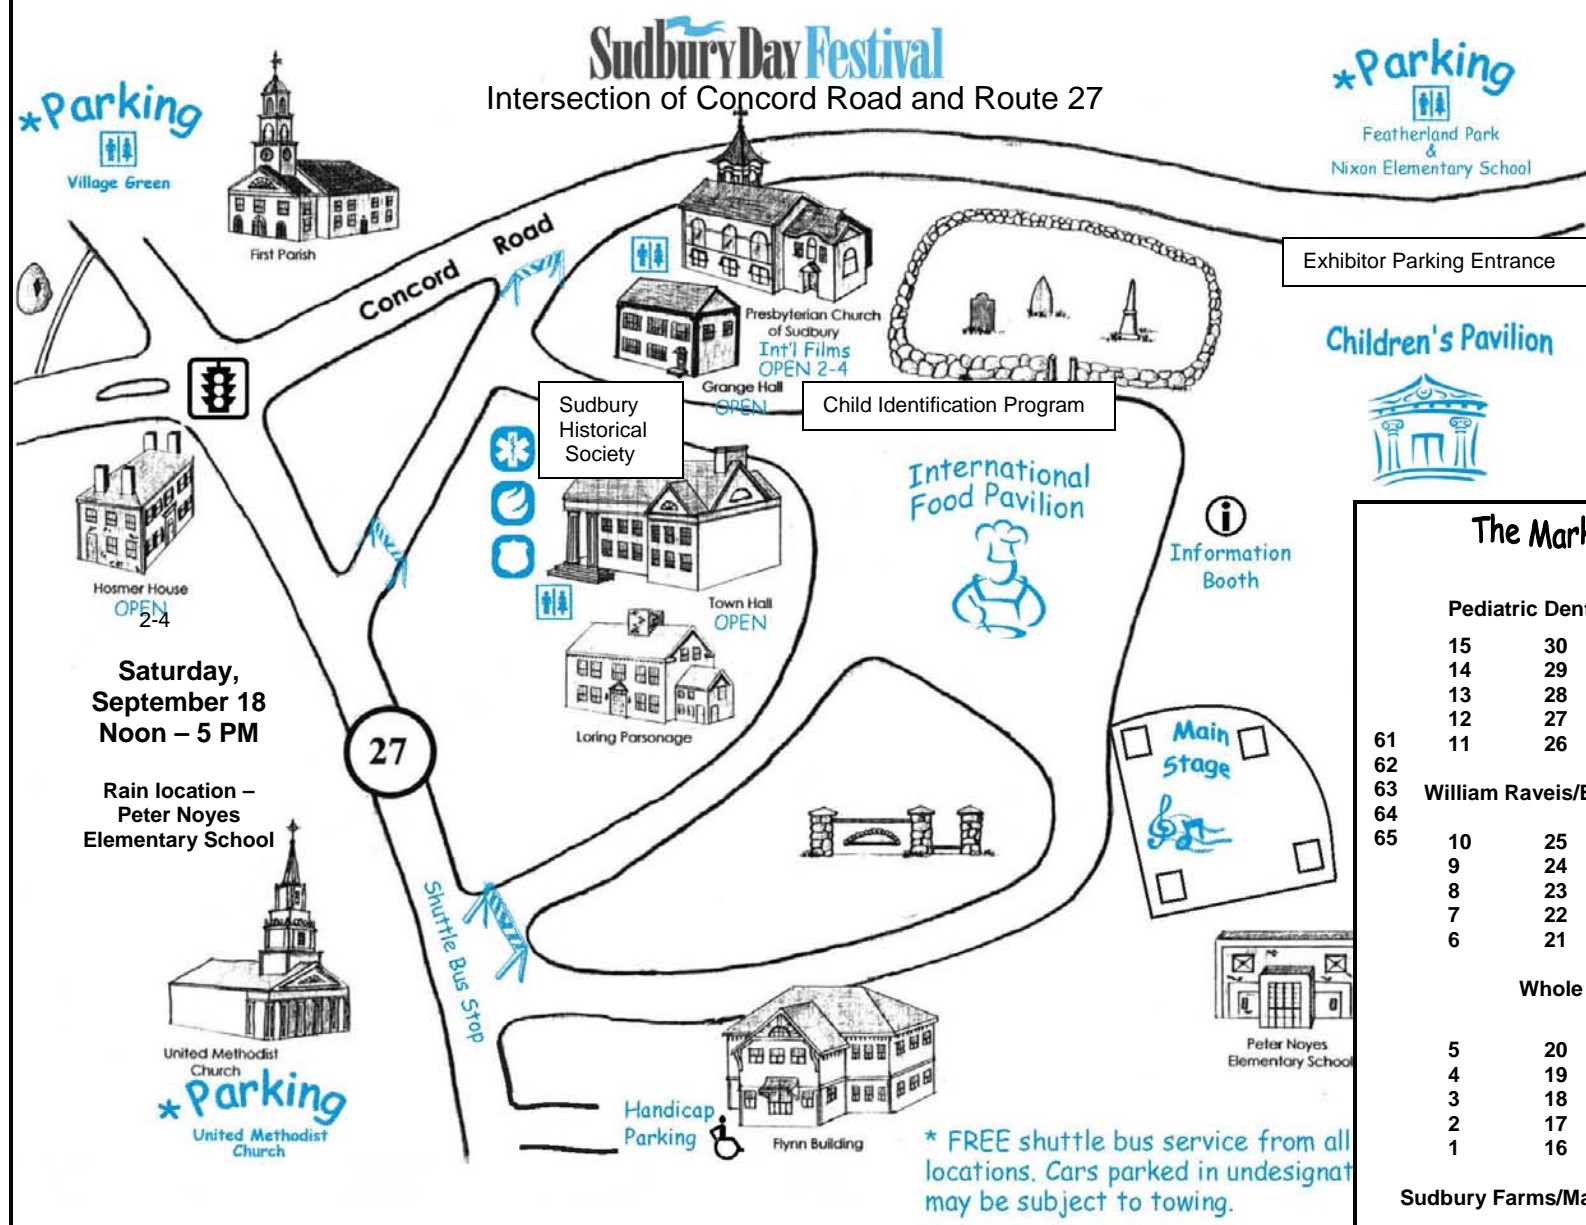 Sudbury Day Festival
Intersection of Concord Road and Route 27
*Parking
Village Green
First Parish
*Parking
Featherland Park
&
Nixon Elementary School
Concord Road
Exhibitor Parking Entrance
Presbyterian Church
of Sudbury
Int'l Films
OPEN 2-4
Grange Hall
OPEN
Child Identification Program
Children's Pavilion
Sudbury
Historical
Society
International
Food Pavilion
i
Information
Booth
Hosmer House
OPEN
2-4
Town Hall
OPEN
Loring Parsonage
Saturday,
September 18
Noon – 5 PM
Rain location –
Peter Noyes
Elementary School
27
Main
Stage
Shuttle Bus Stop
United Methodist
Church
*Parking
United Methodist
Church
Handicap
Parking
Flynn Building
Peter Noyes
Elementary School
* FREE shuttle bus service from all
locations. Cars parked in undesignat
may be subject to towing.
The Mark
Pediatric Dent
15 30
14 29
13 28
12 27
61 11 26
62
63 William Raveis/B
64
65 10 25
9 24
8 23
7 22
6 21
Whole
5 20
4 19
3 18
2 17
1 16
Sudbury Farms/Ma